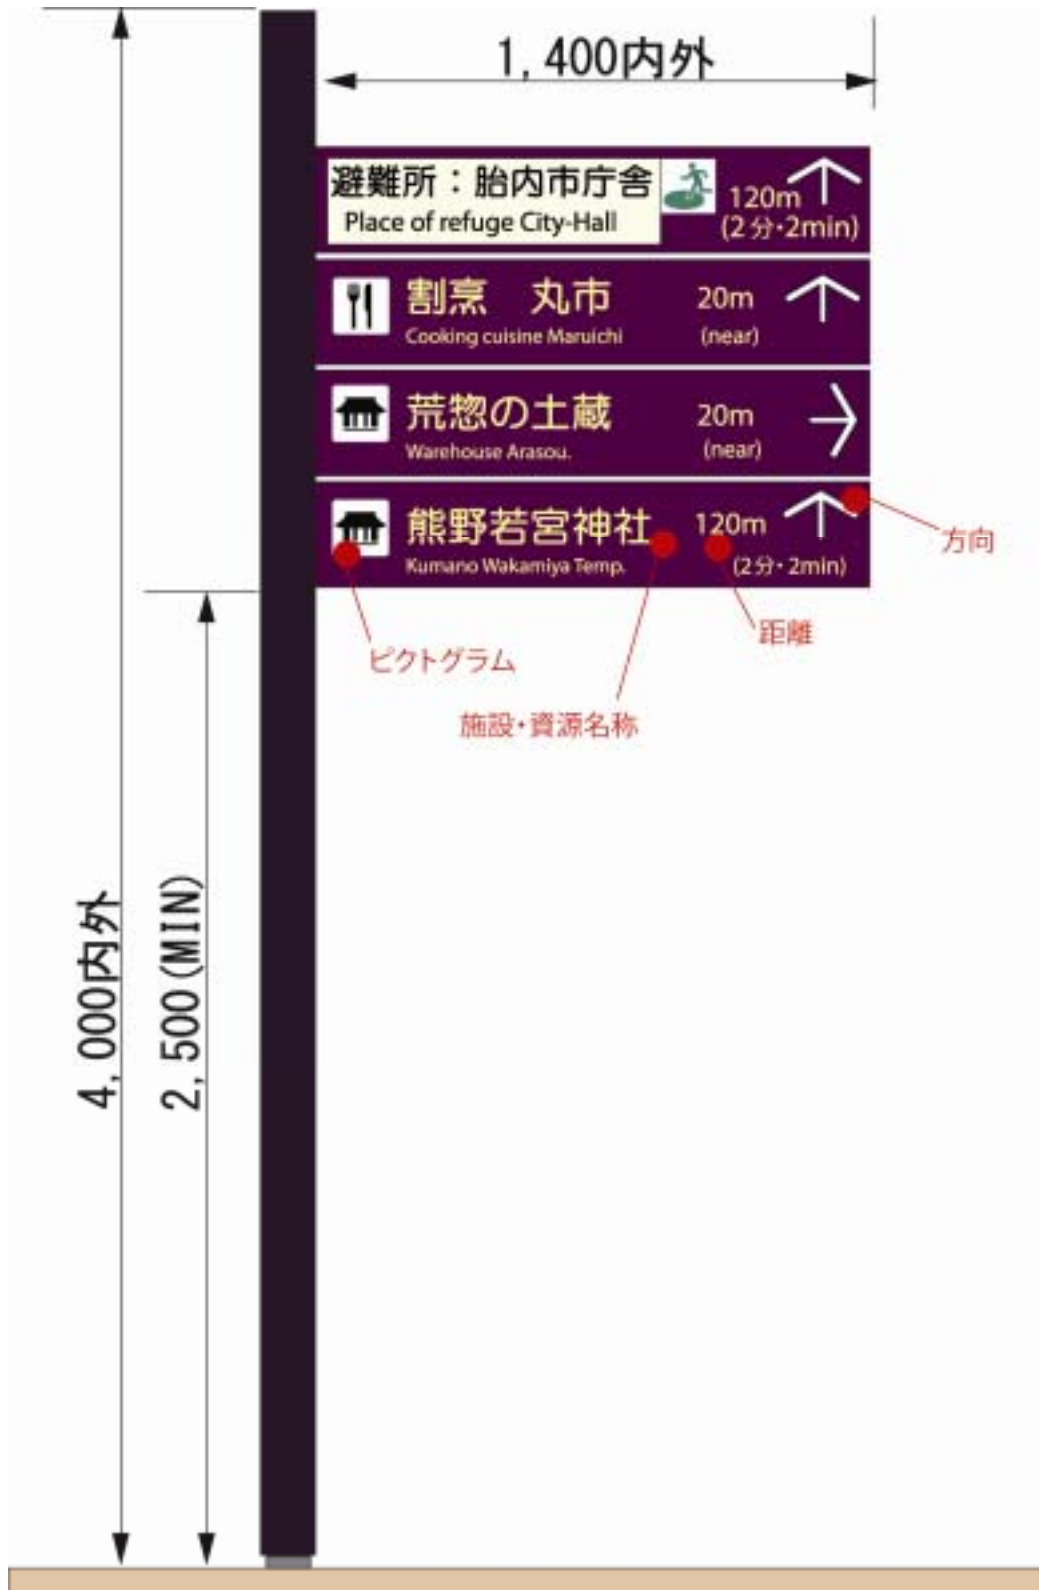 1,400内外
避難所：胎内市庁舎
Place of refuge City-Hall
120m
(2分・2min)
割烹　丸市
Cooking cuisine Maruichi
20m
(near)
荒惣の土蔵
Warehouse Arasou.
20m
(near)
熊野若宮神社
Kumano Wakamiya Temp.
120m
(2分・2min)
方向
距離
ピクトグラム
施設・資源名称
4,000内外
2,500(MIN)